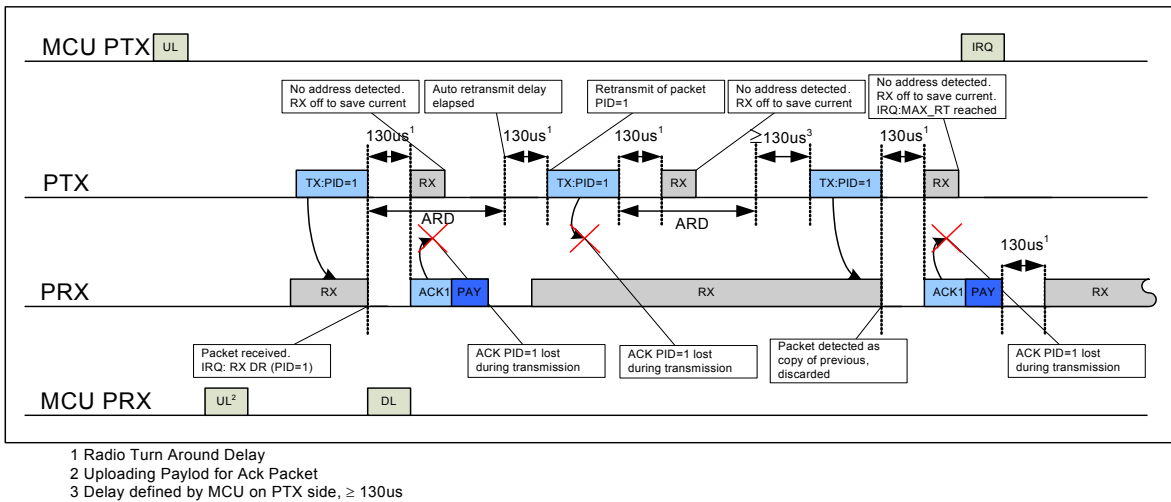 MCU PTX
UL
IRQ
No address detected.
RX off to save current
Auto retransmit delay
elapsed
Retransmit of packet
PID=1
No address detected.
RX off to save current
No address detected.
RX off to save current.
IRQ:MAX_RT reached
130us1
130us1
130us1
≥130us3
130us1
PTX
TX:PID=1
RX
TX:PID=1
RX
TX:PID=1
RX
ARD
ARD
130us1
PRX
RX
ACK1
PAY
RX
ACK1
PAY
RX
Packet received.
IRQ: RX DR (PID=1)
ACK PID=1 lost
during transmission
ACK PID=1 lost
during transmission
Packet detected as
copy of previous,
discarded
ACK PID=1 lost
during transmission
MCU PRX
UL2
DL
1 Radio Turn Around Delay
2 Uploading Paylod for Ack Packet
3 Delay defined by MCU on PTX side, ≥ 130us